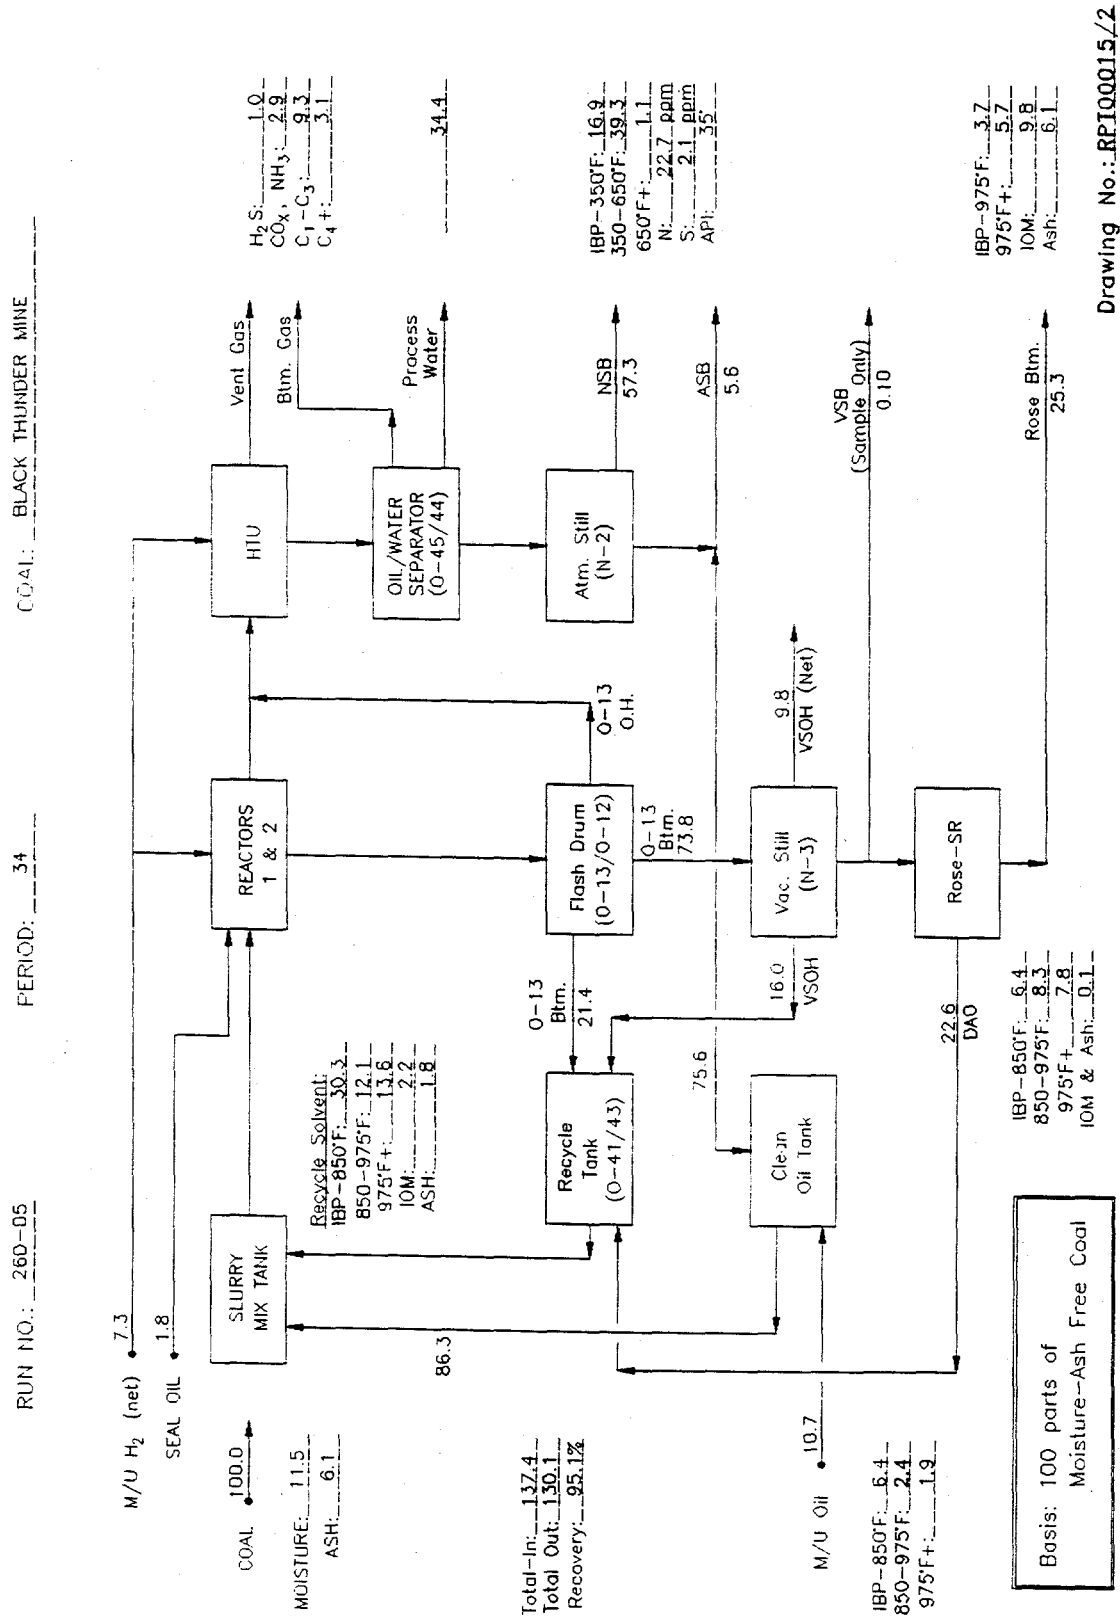 RUN NO.: 260-05
PERIOD: 34
COAL: BLACK THUNDER MINE
M/U H2 (net)
7.3
SEAL OIL
1.8
COAL
100.0
MOISTURE: 11.5
ASH: 6.1
SLURRY
MIX TANK
REACTORS
1 & 2
HTU
Vent Gas
Btm. Gas
H2S: 1.0
COx, NH3: 2.9
C1-C3: 9.3
C4+: 3.1
OIL/WATER
SEPARATOR
(O-45/44)
Process
Water
34.4
Recycle Solvent:
IBP-850°F: 30.3
850-975°F: 12.1
975°F+: 13.6
IOM: 2.2
ASH: 1.8
86.3
Total-In: 137.4
Total Out: 130.1
Recovery: 95.1%
Recycle
Tank
(O-41/43)
O-13
Btm.
21.4
Flash Drum
(O-13/O-12)
O-13
O.H.
O-13
Btm.
73.8
Atm. Still
(N-2)
NSB
57.3
IBP-350°F: 16.9
350-650°F: 39.3
650°F+: 1.1
N: 22.7 ppm
S: 2.1 ppm
API: 35°
75.6
ASB
5.6
M/U Oil
10.7
IBP-850°F: 6.4
850-975°F: 2.4
975°F+: 1.9
Clean
Oil Tank
16.0
VSOH
Vac. Still
(N-3)
9.8
VSOH (Net)
VSB
(Sample Only)
0.10
22.6
DAO
Rose-SR
Rose Btm.
25.3
IBP-975°F: 3.7
975°F+: 5.7
IOM: 9.8
Ash: 6.1
IBP-850°F: 6.4
850-975°F: 8.3
975°F+ 7.8
IOM & Ash: 0.1
Basis: 100 parts of
Moisture-Ash Free Coal
Drawing No.: RPI00015/2